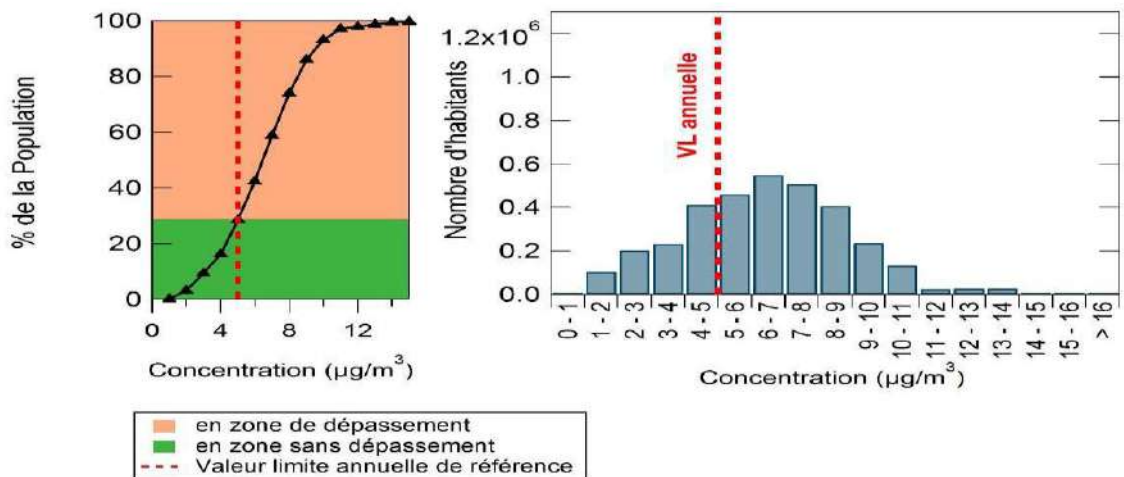 % de la Population
100
80
60
40
20
0
0 4 8 12
Concentration (µg/m³)
Nombre d'habitants
1.2x10⁶
1.0
0.8
0.6
0.4
0.2
0.0
VL annuelle
0 - 1
1 - 2
2 - 3
3 - 4
4 - 5
5 - 6
6 - 7
7 - 8
8 - 9
9 - 10
10 - 11
11 - 12
12 - 13
13 - 14
14 - 15
15 - 16
> 16
Concentration (µg/m³)
en zone de dépassement
en zone sans dépassement
Valeur limite annuelle de référence